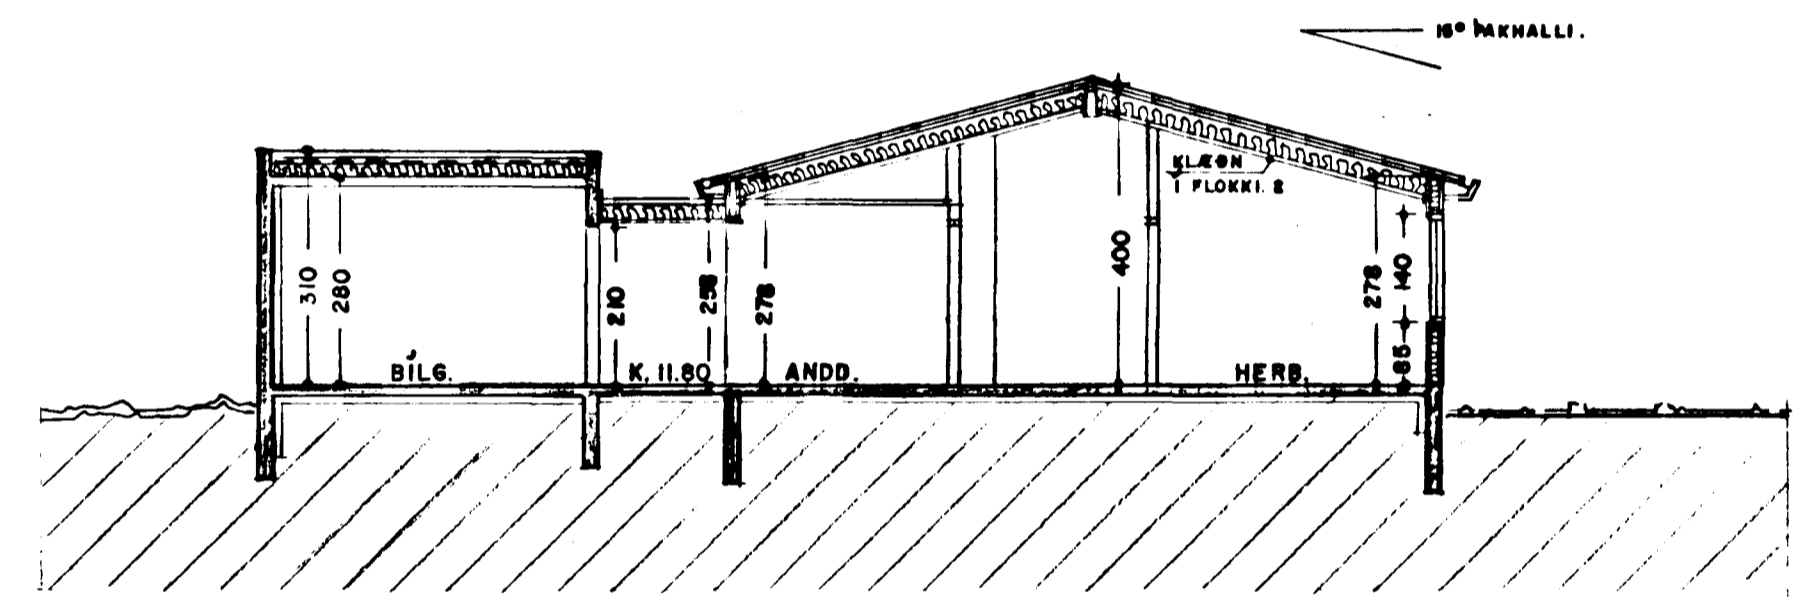 15° ÞAKHALLI.
KLÆÐN
Í FLOKKI. 2
310
280
210
258
278
400
278
140
85
BÍLG.
K. 11.80
ANDD.
HERB.